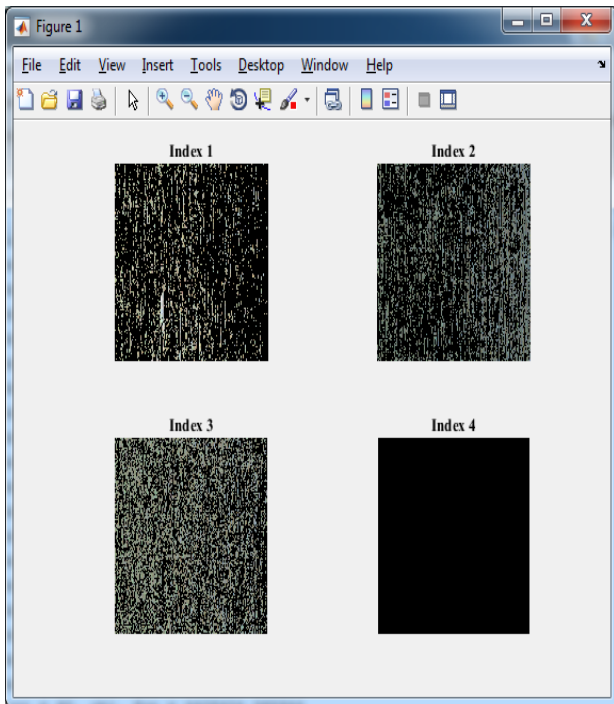 Figure 1
File Edit View Insert Tools Desktop Window Help
Index 1 Index 2
Index 3 Index 4